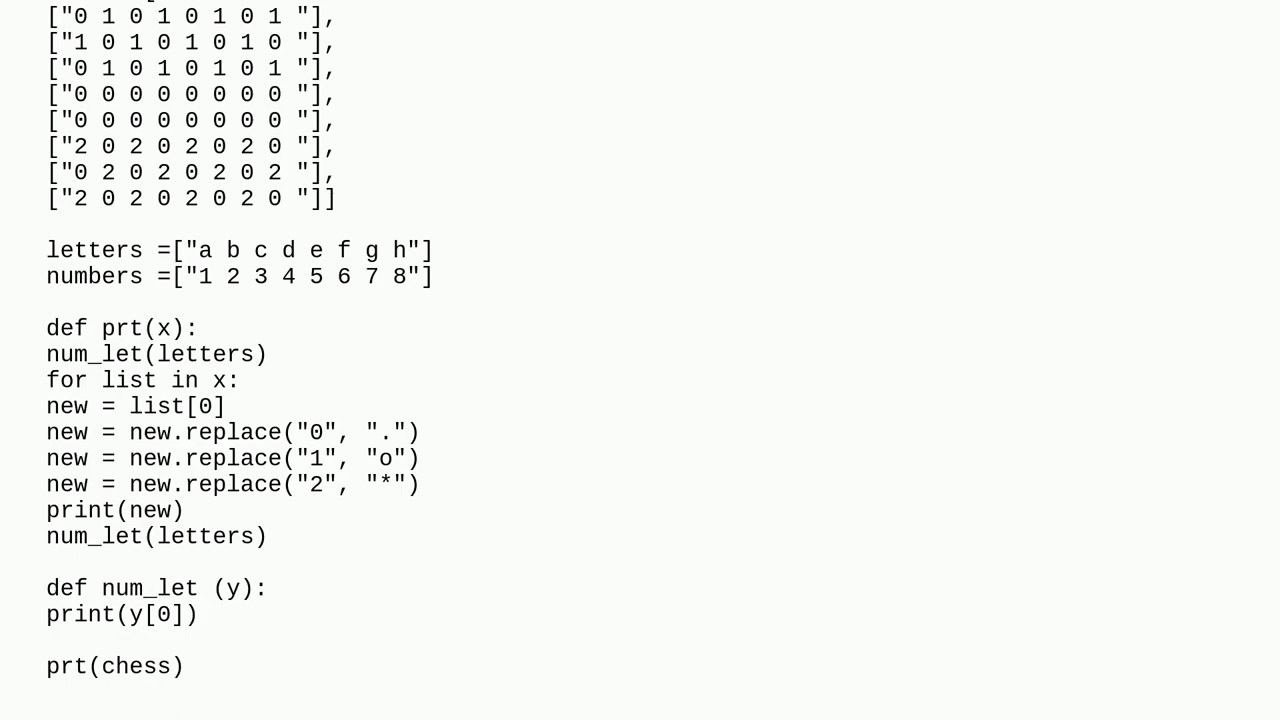 ["0 1 0 1 0 1 0 1 "],
["1 0 1 0 1 0 1 0 "],
["0 1 0 1 0 1 0 1 "],
["0 0 0 0 0 0 0 0 "],
["0 0 0 0 0 0 0 0 "],
["2 0 2 0 2 0 2 0 "],
["0 2 0 2 0 2 0 2 "],
["2 0 2 0 2 0 2 0 "]]
letters =["a b c d e f g h"]
numbers =["1 2 3 4 5 6 7 8"]
def prt(x):
num_let(letters)
for list in x:
new = list[0]
new = new.replace("0", ".")
new = new.replace("1", "o")
new = new.replace("2", "*")
print(new)
num_let(letters)
def num_let (y):
print(y[0])
prt(chess)